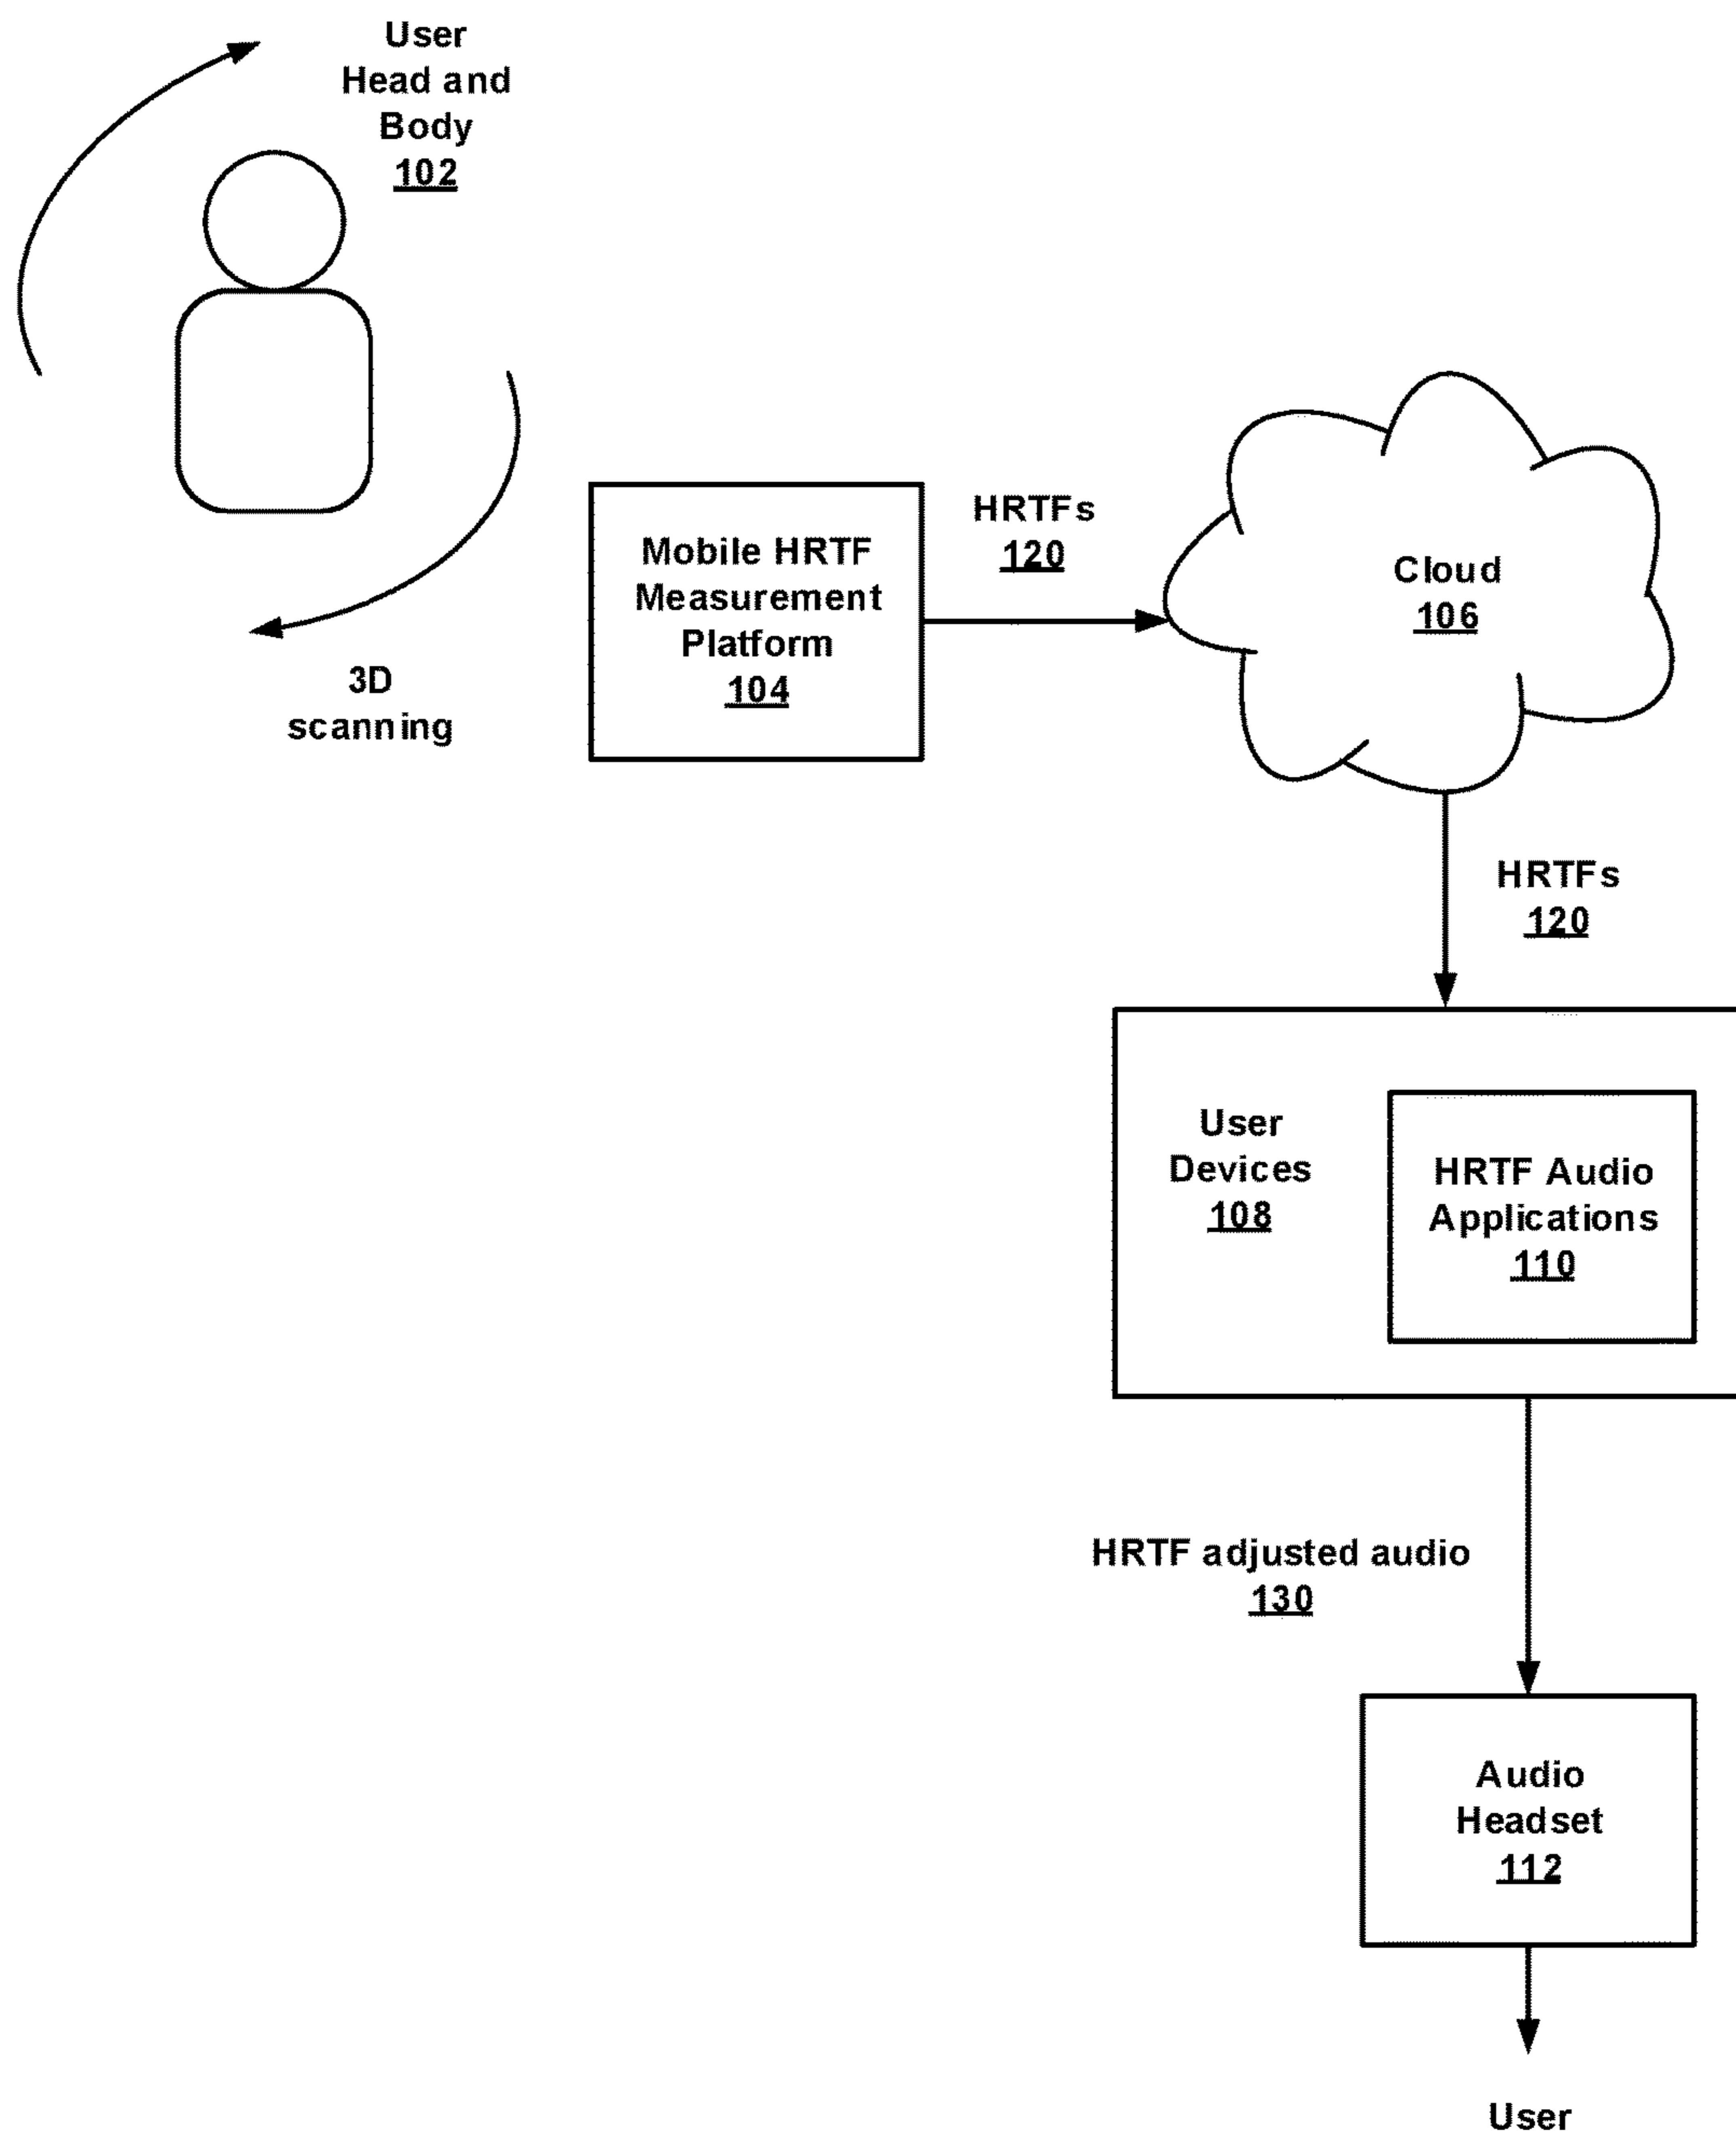 User
Head and
Body
102
3D
scanning
Mobile HRTF
Measurement
Platform
104
HRTFs
120
Cloud
106
HRTFs
120
User
Devices
108
HRTF Audio
Applications
110
HRTF adjusted audio
130
Audio
Headset
112
User